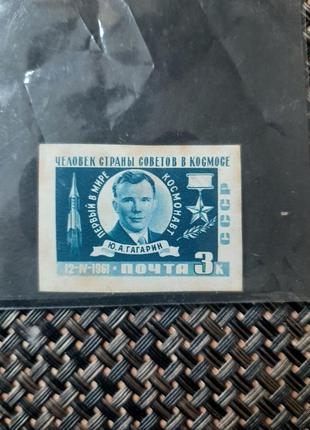 ЧЕЛОВЕК СТРАНЫ СОВЕТОВ В КОСМОСЕ
ПЕРВЫЙ В МИРЕ
КОСМОНАВТ
Ю.А.ГАГАРИН
СССР
12-IV-1961 • ПОЧТА 3К